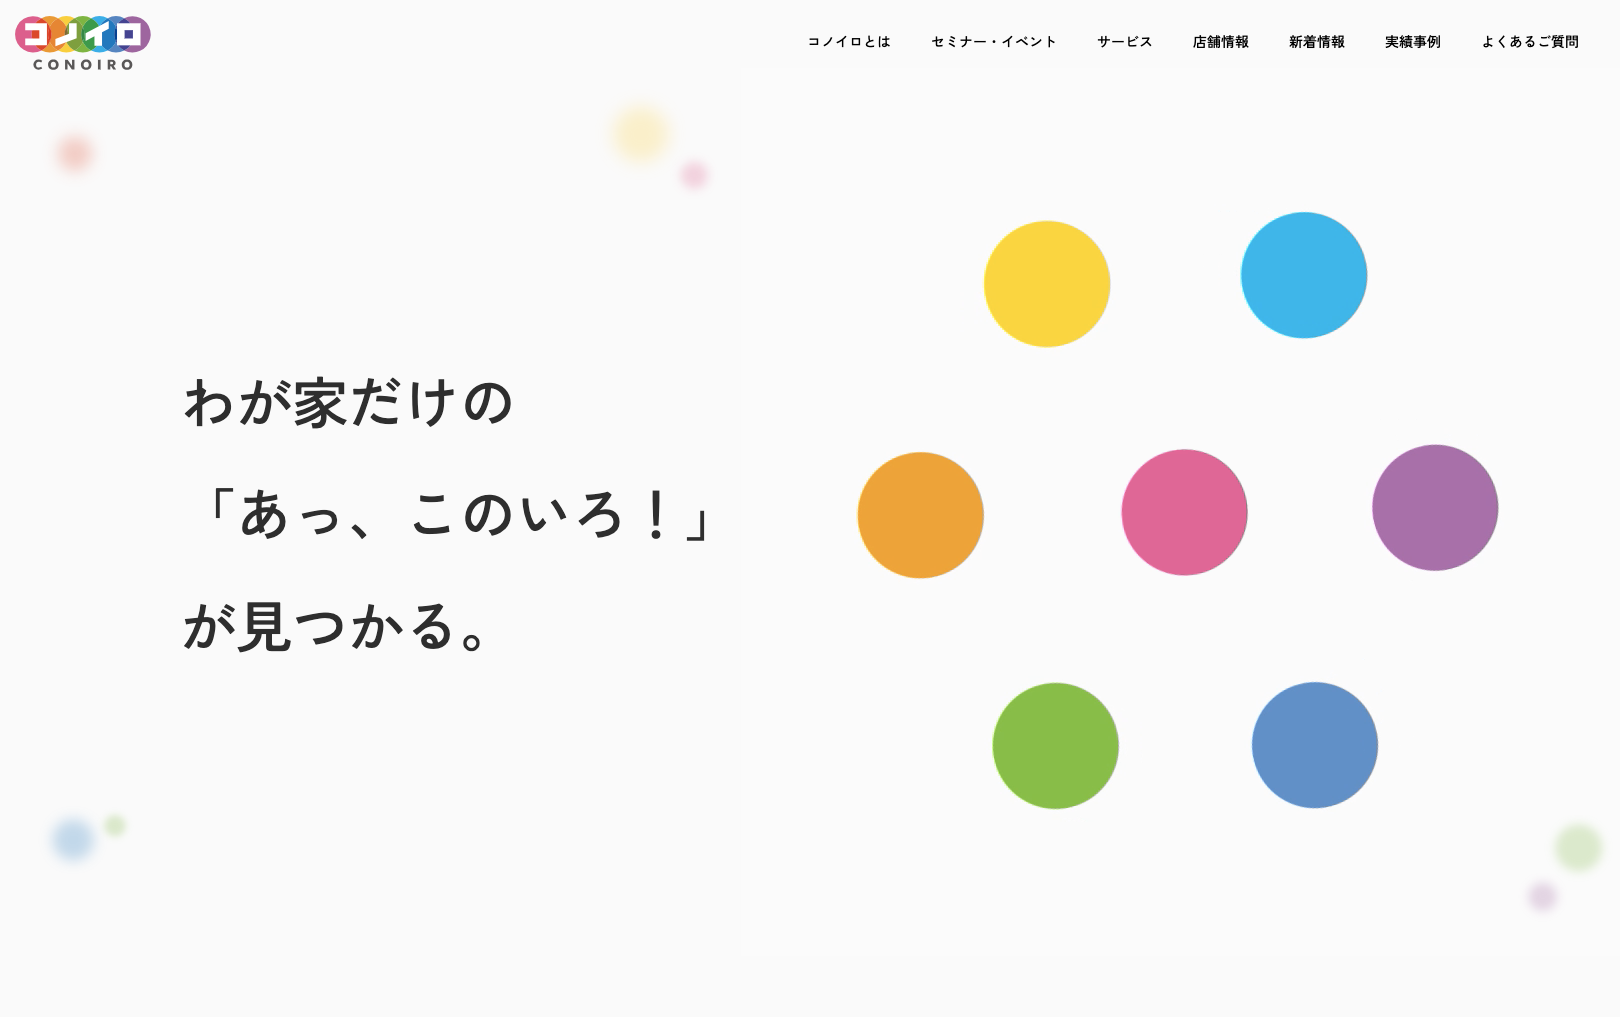 コノイロ
CONOIRO
コノイロとは
セミナー・イベント
サービス
店舗情報
新着情報
実績事例
よくあるご質問
わが家だけの
「あっ、このいろ！」
が見つかる。